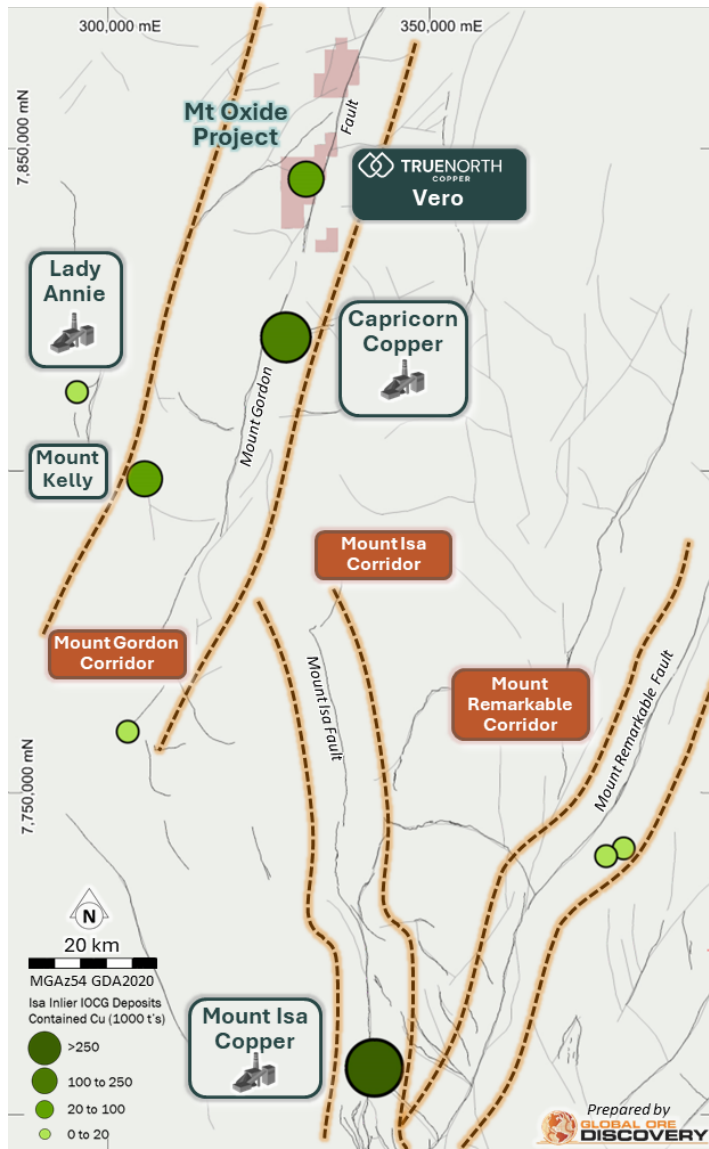 300,000 mE
350,000 mE
7,850,000 mN
Mt Oxide
Project
Fault
TRUENORTH
COPPER
Vero
Lady
Annie
Capricorn
Copper
Mount Gordon
Mount
Kelly
Mount Isa
Corridor
Mount Gordon
Corridor
Mount Isa Fault
Mount
Remarkable
Corridor
Mount Remarkable Fault
7,750,000 mN
N
20 km
MGAz54 GDA2020
Isa Inlier IOCG Deposits
Contained Cu (1000 t's)
>250
100 to 250
20 to 100
0 to 20
Mount Isa
Copper
Prepared by
GLOBAL ORE
DISCOVERY